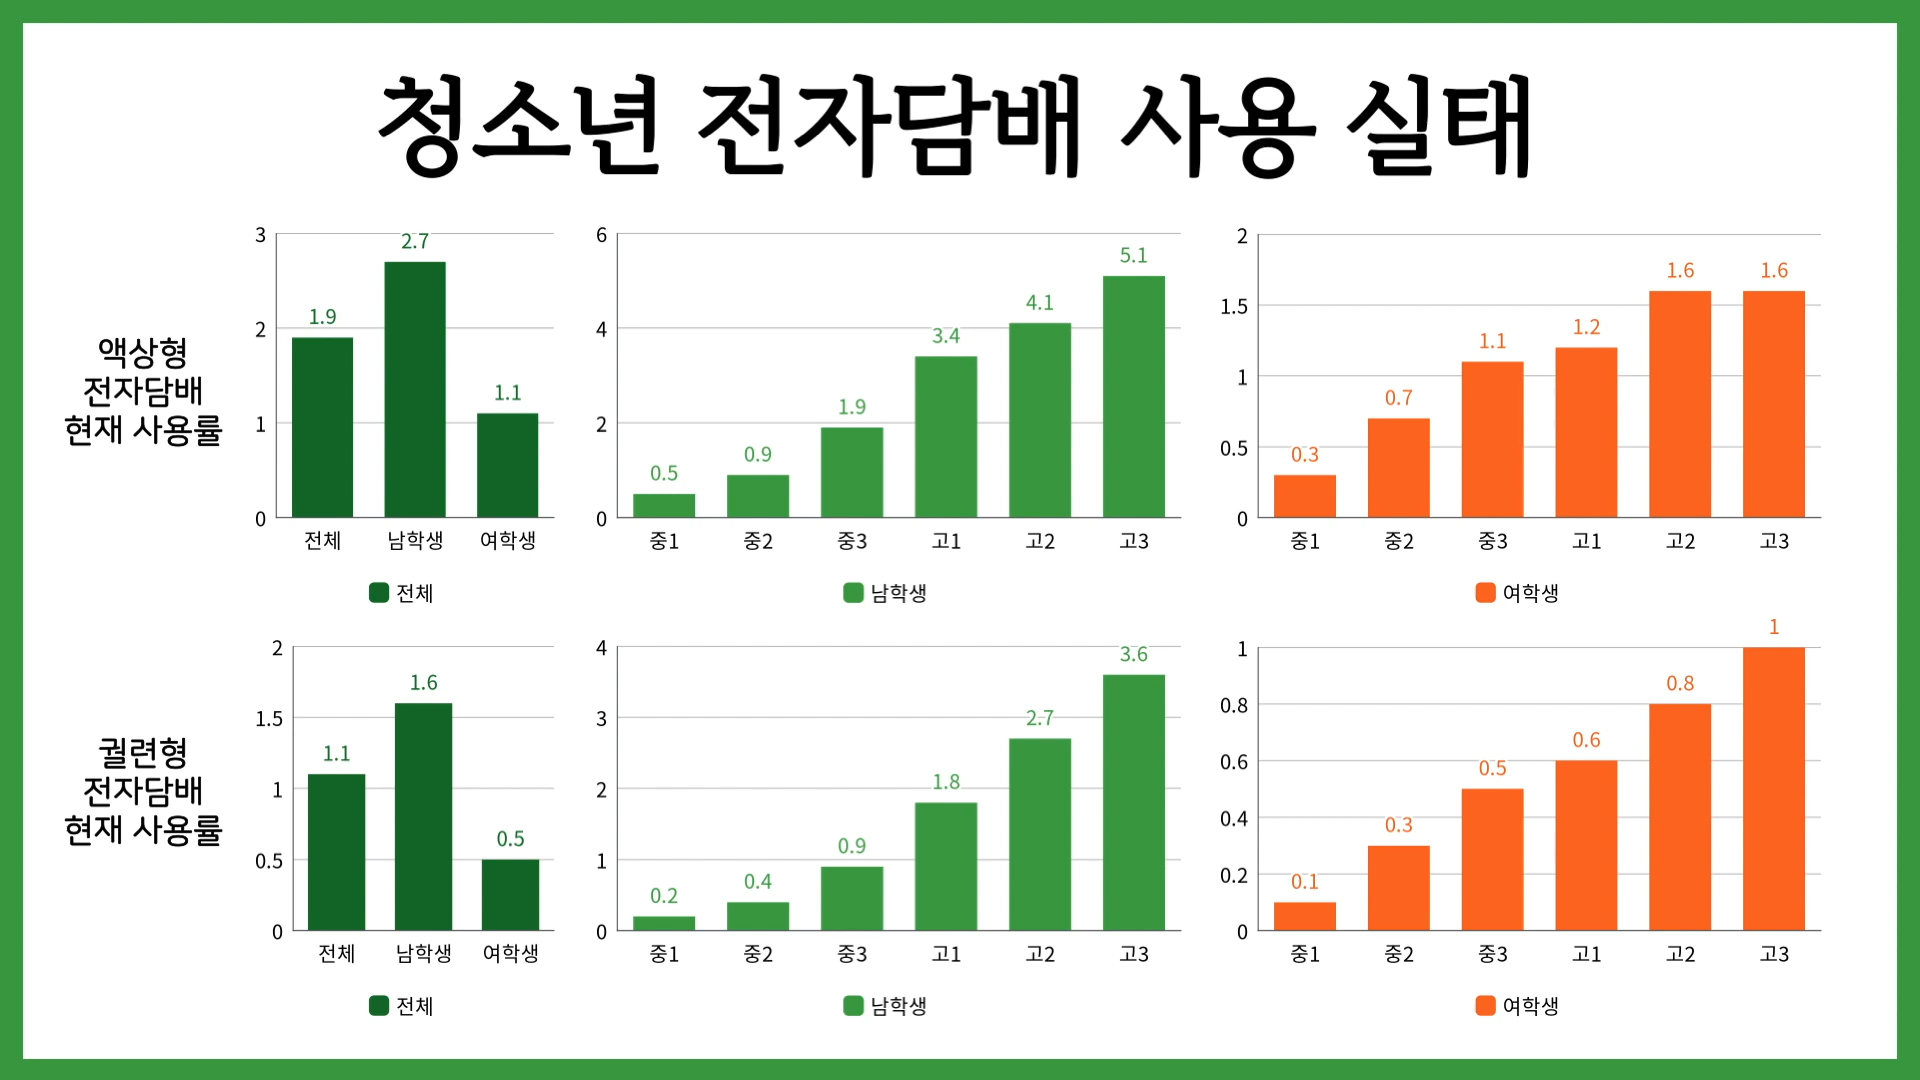 청소년 전자담배 사용 실태
액상형
전자담배
현재 사용률
3
2
1
0
1.9
2.7
1.1
전체
남학생
여학생
전체
6
4
2
0
0.5
0.9
1.9
3.4
4.1
5.1
중1
중2
중3
고1
고2
고3
남학생
2
1.5
1
0.5
0
0.3
0.7
1.1
1.2
1.6
1.6
중1
중2
중3
고1
고2
고3
여학생
궐련형
전자담배
현재 사용률
2
1.5
1
0.5
0
1.1
1.6
0.5
전체
남학생
여학생
전체
4
3
2
1
0
0.2
0.4
0.9
1.8
2.7
3.6
중1
중2
중3
고1
고2
고3
남학생
1
0.8
0.6
0.4
0.2
0
0.1
0.3
0.5
0.6
0.8
1
중1
중2
중3
고1
고2
고3
여학생